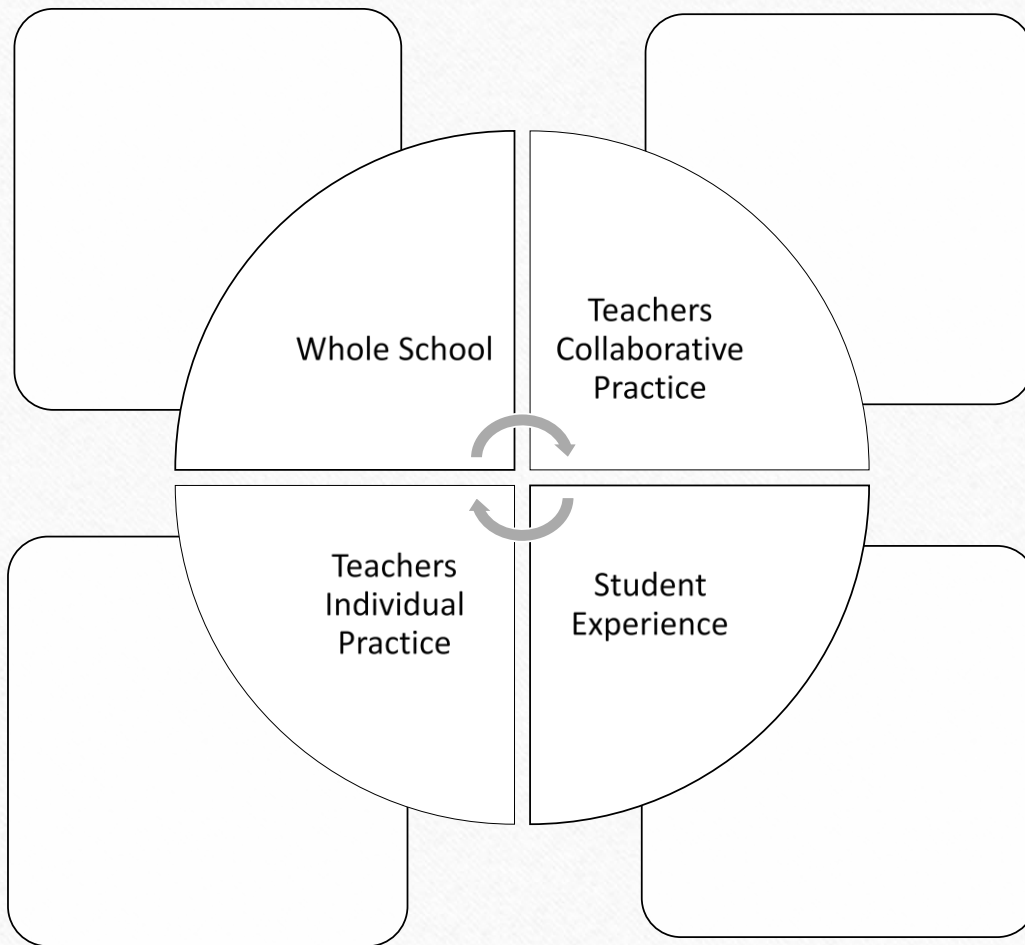 Whole School
Teachers
Collaborative
Practice
Teachers
Individual
Practice
Student
Experience